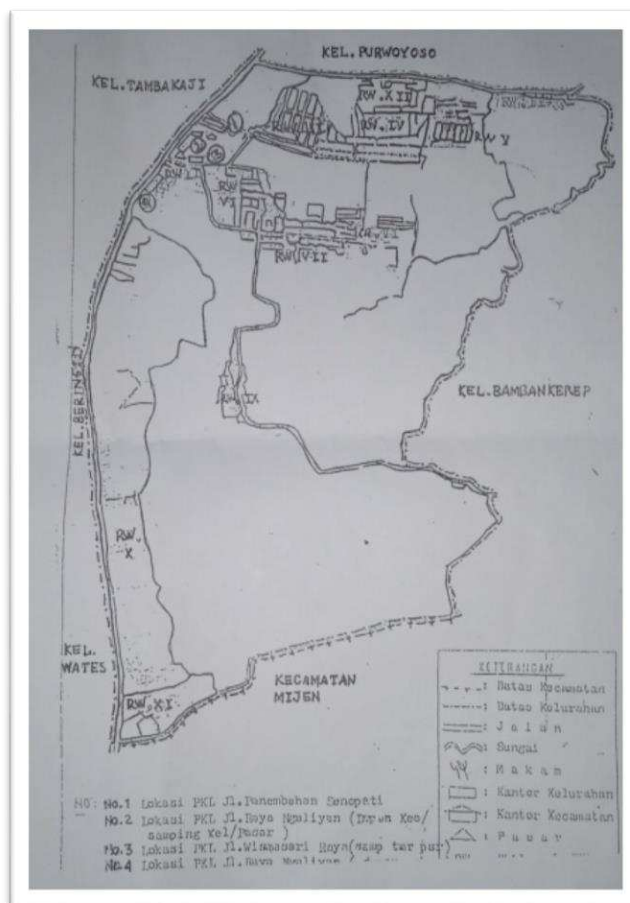 KEL. PURWOYOSO
KEL. TAMBAKAJI
RW. XII
RW. IV
RW V
RW VI
RW VII
RW IX
KEL. BERINGIN
KEL. BAMBANKEREP
RW. X
KEL. WATES
KECAMATAN MIJEN
RW. XI
KETERANGAN
: Batas Kecamatan
: Batas Kelurahan
: Jalan
: Sungai
: Makam
: Kantor Kelurahan
: Kantor Kecamatan
: Pasar
NO: No.1 Lokasi PKL Jl.Panembahan Senopati
No.2 Lokasi PKL Jl.Raya Ngaliyan (Depan Kec/
samping Kel/Pasar )
No.3 Lokasi PKL Jl.Wismasari Raya
No.4 Lokasi PKL Jl.Raya Ngaliyan